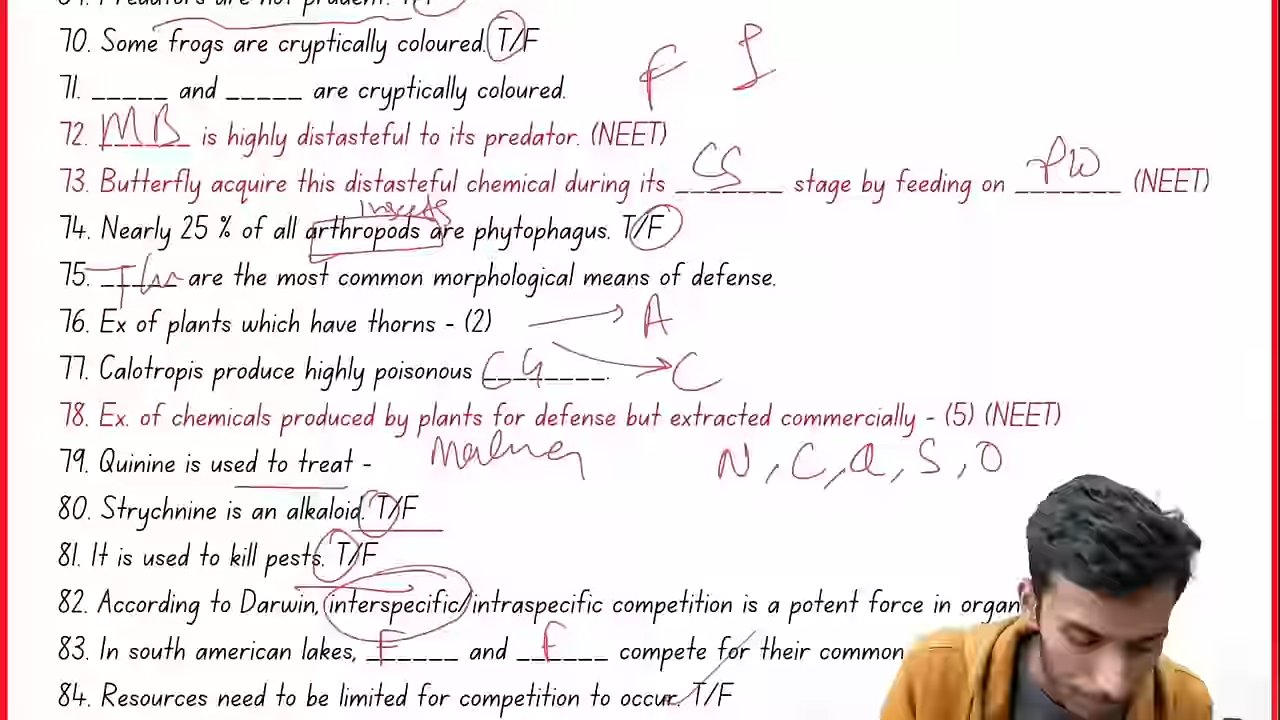 Predators are not prudent. T/F
70. Some frogs are cryptically coloured. T/F
71. _____ and _____ are cryptically coloured. F I
72. MB is highly distasteful to its predator. (NEET)
73. Butterfly acquire this distasteful chemical during its CS stage by feeding on PW (NEET)
insects
74. Nearly 25 % of all arthropods are phytophagus. T/F
75. Tho are the most common morphological means of defense.
76. Ex of plants which have thorns - (2) A
77. Calotropis produce highly poisonous CG. C
78. Ex. of chemicals produced by plants for defense but extracted commercially - (5) (NEET)
79. Quinine is used to treat - N, C, Q, S, O
80. Strychnine is an alkaloid. T/F
81. It is used to kill pests. T/F
82. According to Darwin, interspecific/intraspecific competition is a potent force in organ
83. In south american lakes, F and F compete for their common
84. Resources need to be limited for competition to occur. T/F